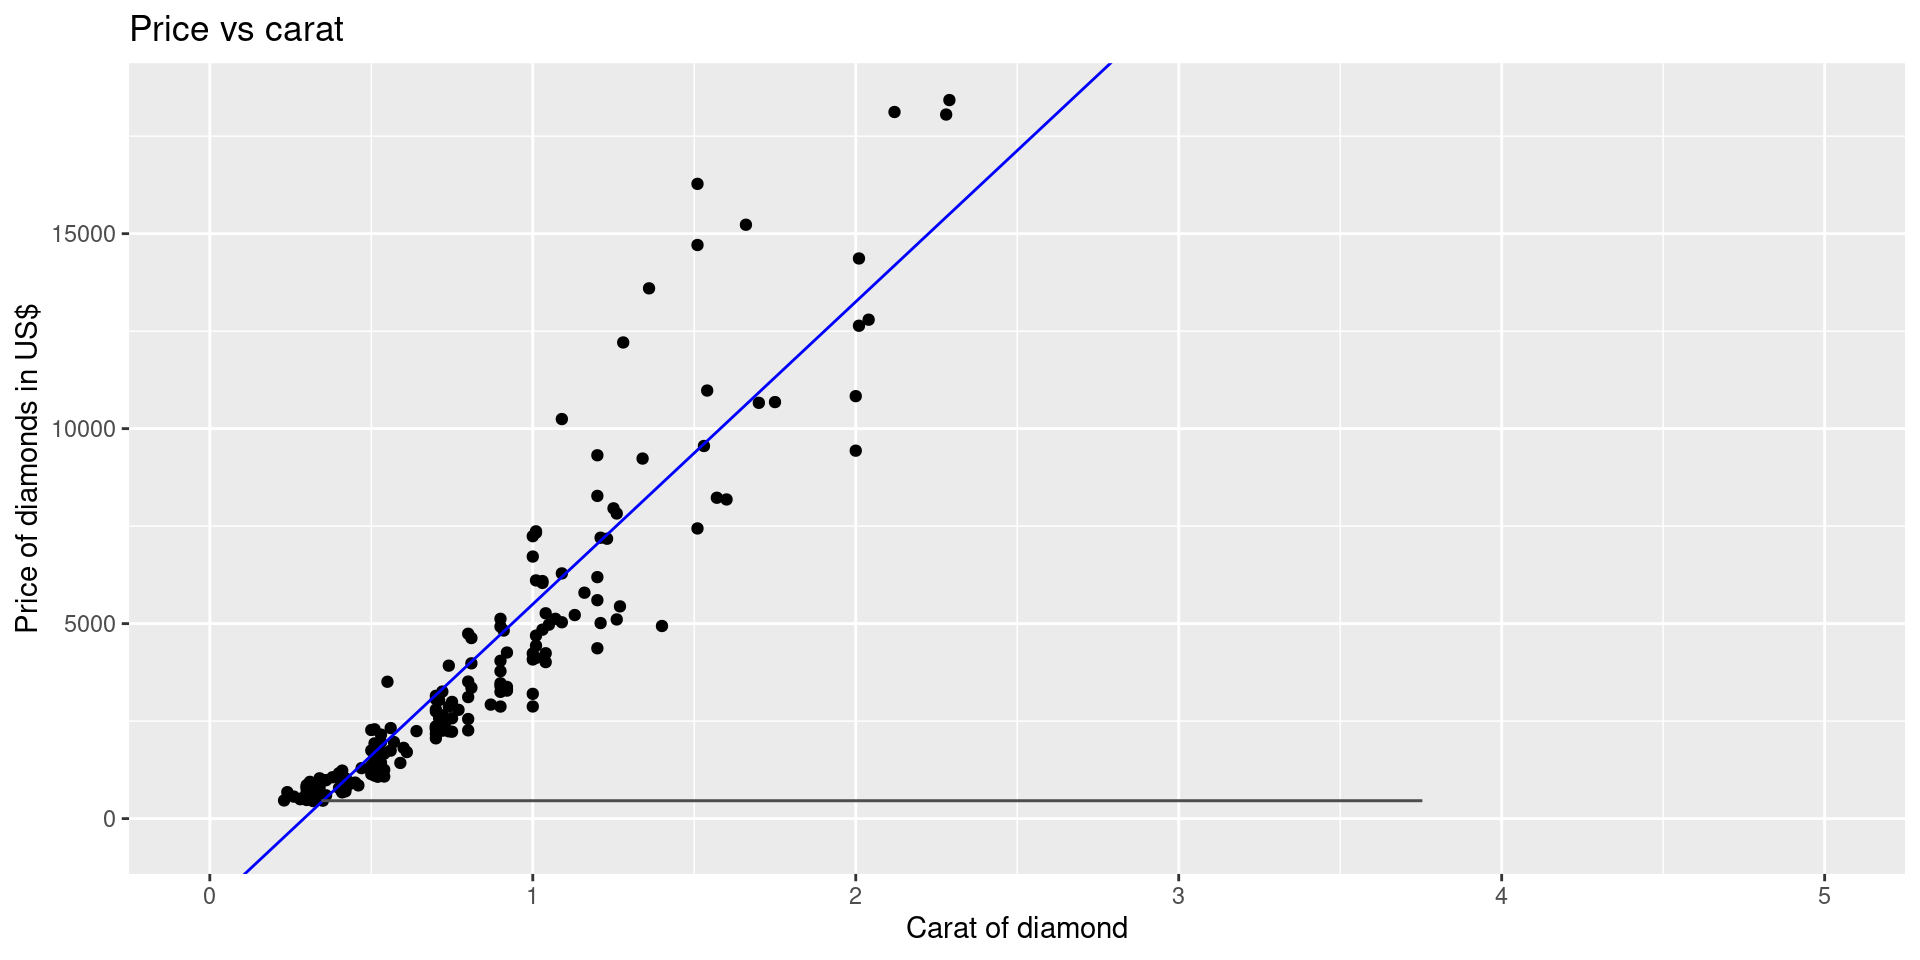 Price vs carat
Price of diamonds in US$
15000
10000
5000
0
0 1 2 3 4 5
Carat of diamond